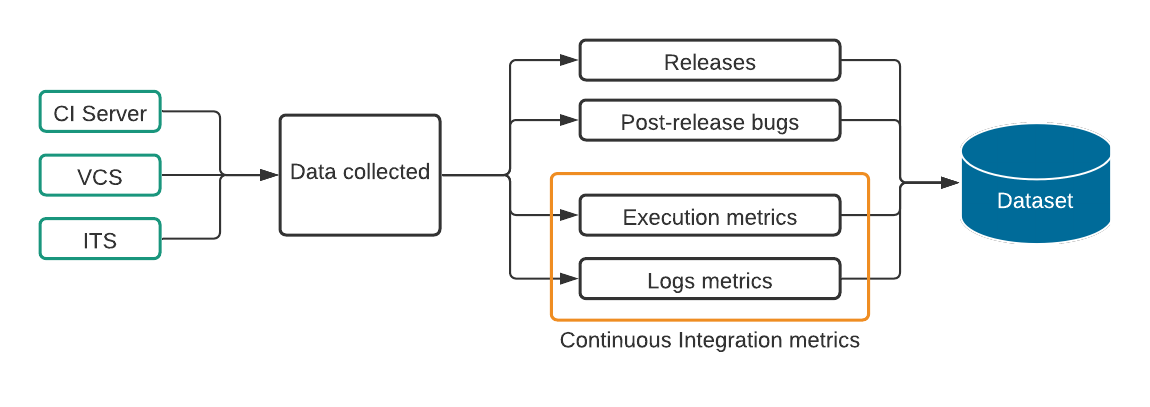 CI Server
VCS
ITS
Data collected
Releases
Post-release bugs
Execution metrics
Logs metrics
Continuous Integration metrics
Dataset